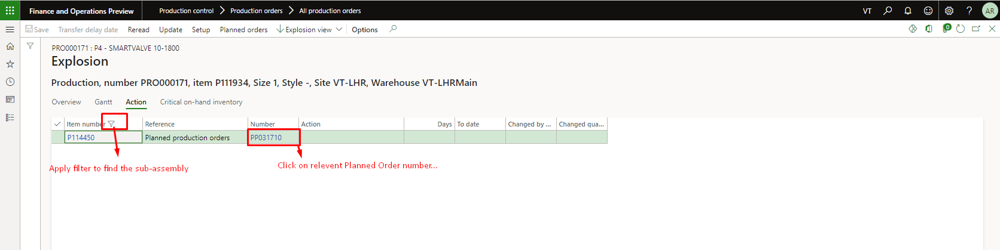 Finance and Operations Preview Production control Production orders All production orders VT ? AR
Save Transfer delay date Reread Update Setup Planned orders Explosion view Options 0
PRO000171 : P4 - SMARTVALVE 10-1800
Explosion
Production, number PRO000171, item P111934, Size 1, Style -, Site VT-LHR, Warehouse VT-LHRMain
Overview Gantt Action Critical on-hand inventory
Item number Reference Number Action Days To date Changed by ... Changed qua...
P114450 Planned production orders PP031710
Apply filter to find the sub-assembly
Click on relevent Planned Order number...